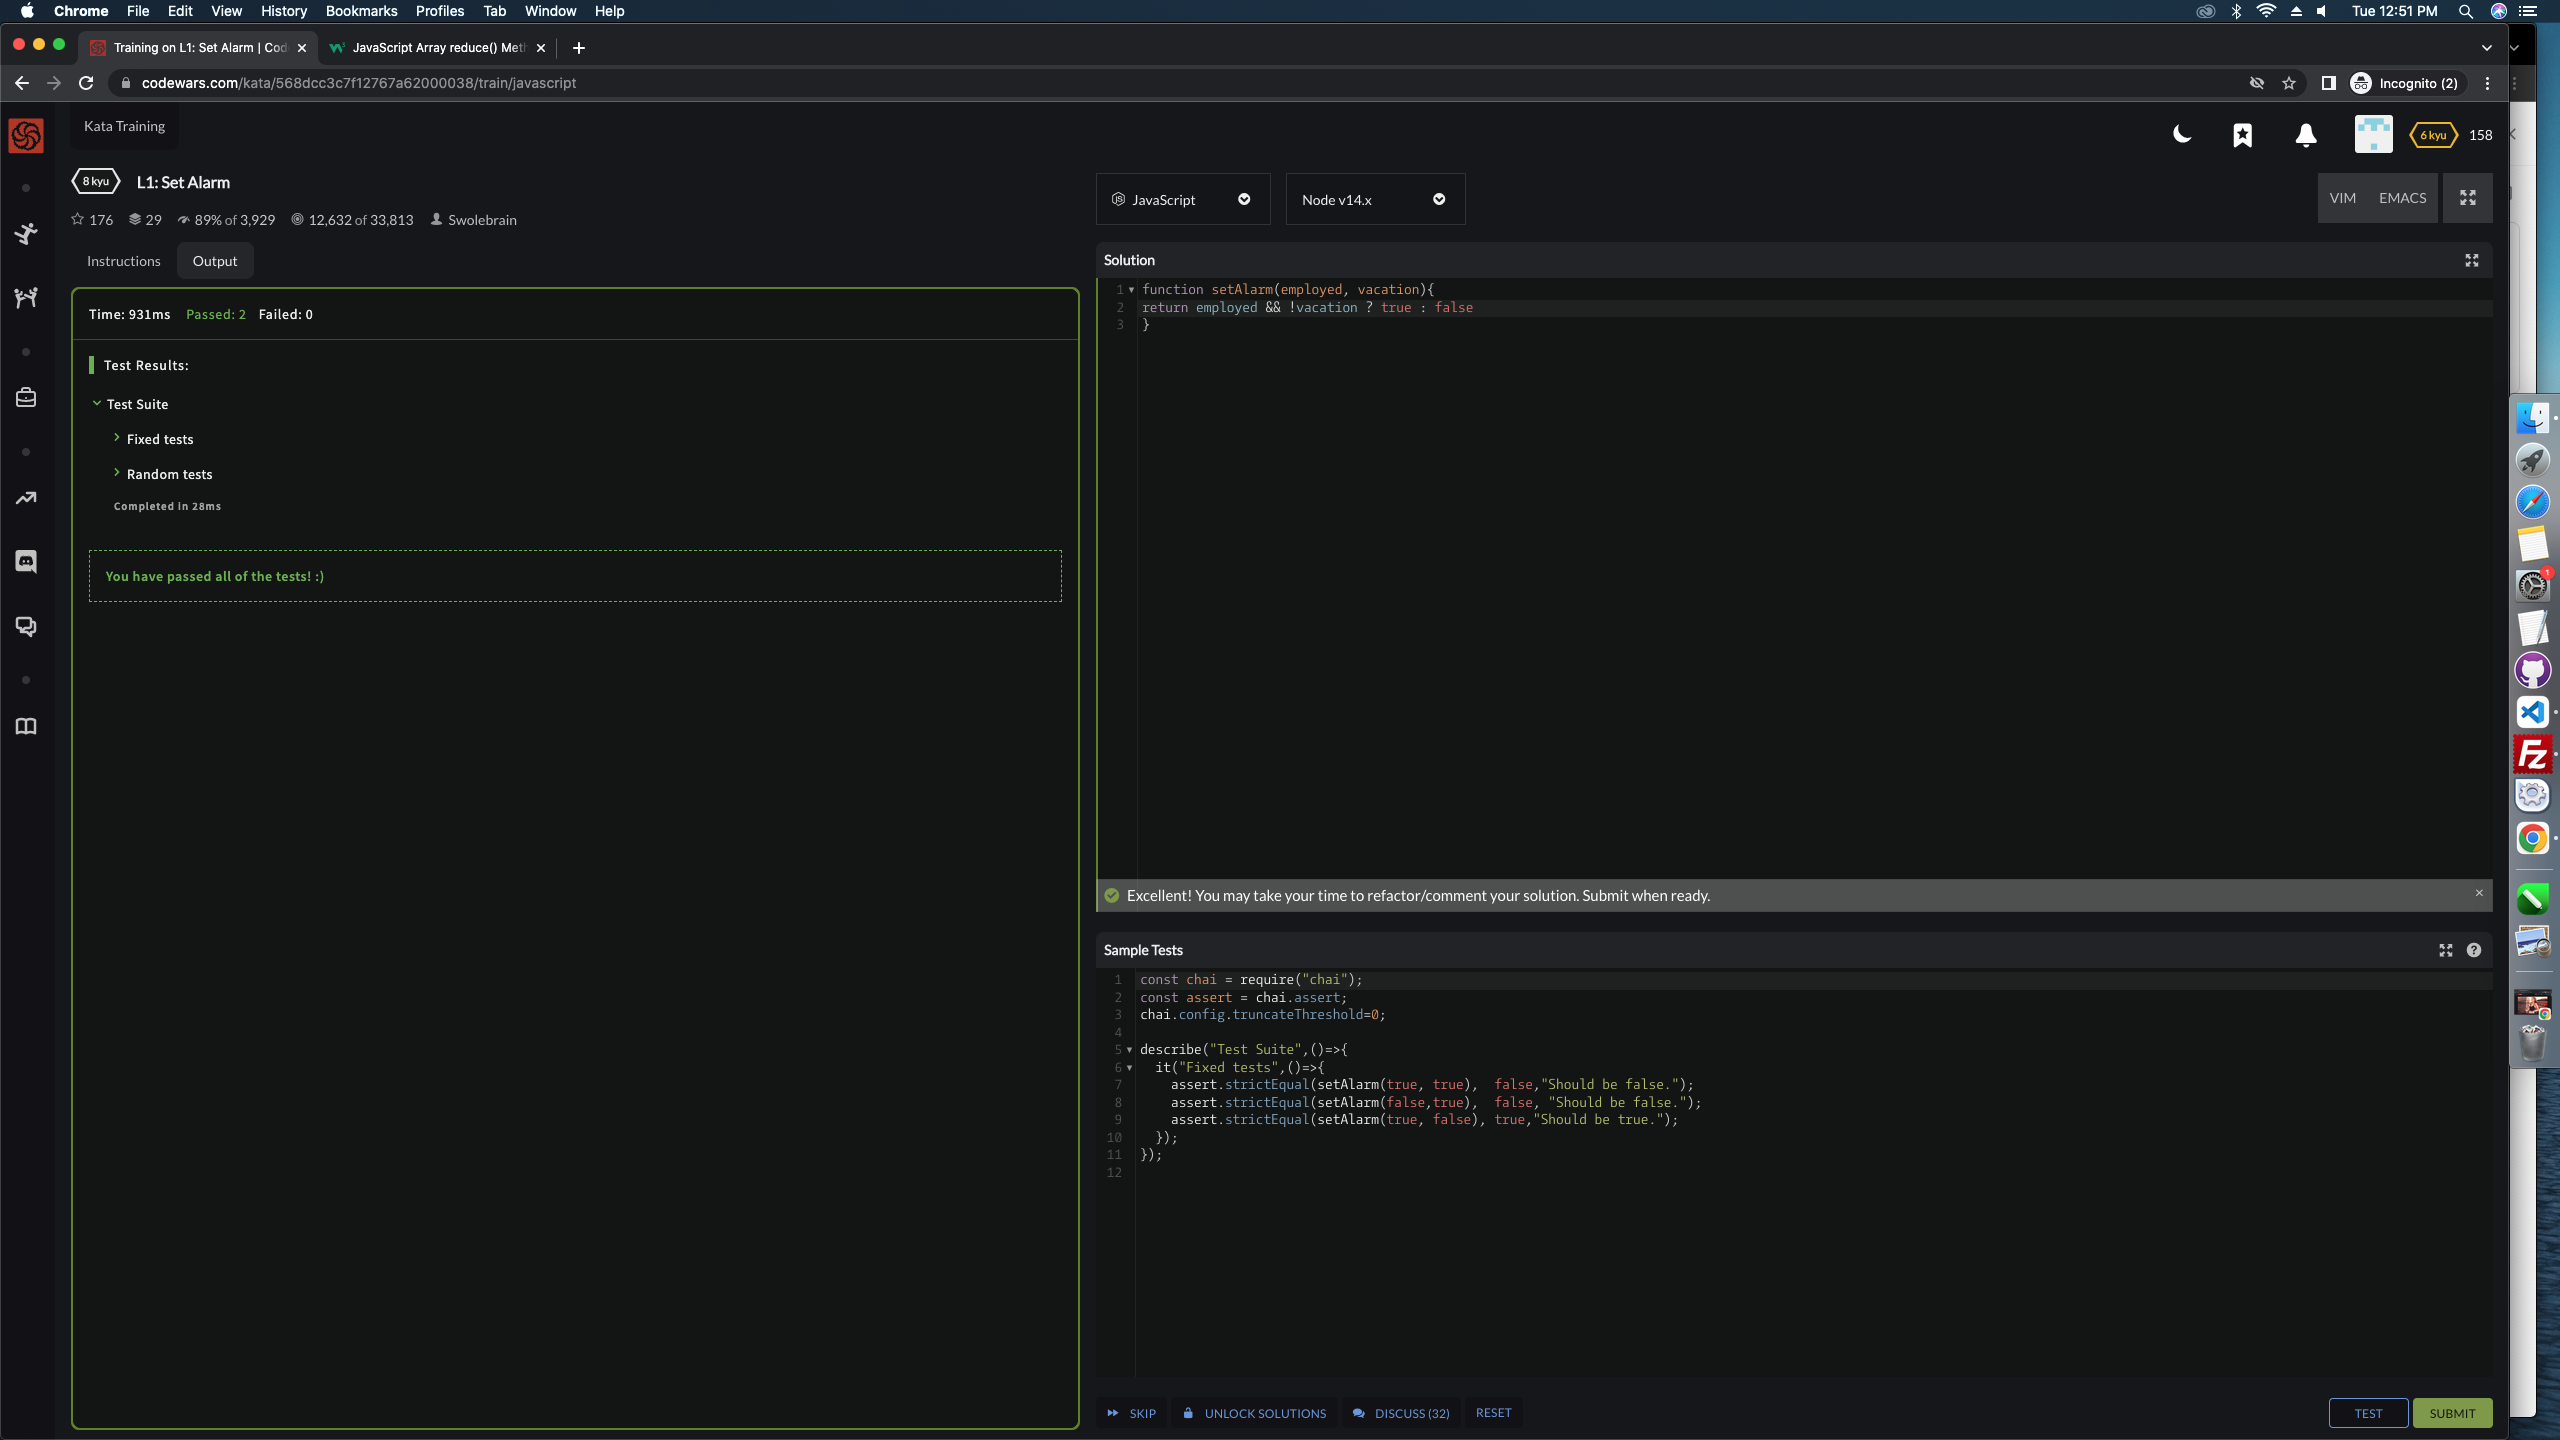 Chrome File Edit View History Bookmarks Profiles Tab Window Help
Tue 12:51 PM
Training on L1: Set Alarm | Cod
JavaScript Array reduce() Meth
codewars.com/kata/568dcc3c7f12767a62000038/train/javascript
Incognito (2)
Kata Training
6 kyu 158
8 kyu L1: Set Alarm
176 29 89% of 3,929 12,632 of 33,813 Swolebrain
JavaScript
Node v14.x
VIM EMACS
Instructions Output
Time: 931ms Passed: 2 Failed: 0
Test Results:
Test Suite
Fixed tests
Random tests
Completed in 28ms
You have passed all of the tests! :)
Solution
1 function setAlarm(employed, vacation){
2 return employed && !vacation ? true : false
3 }
Excellent! You may take your time to refactor/comment your solution. Submit when ready.
Sample Tests
1 const chai = require("chai");
2 const assert = chai.assert;
3 chai.config.truncateThreshold=0;
4
5 describe("Test Suite",()=>{
6 it("Fixed tests",()=>{
7 assert.strictEqual(setAlarm(true, true), false,"Should be false.");
8 assert.strictEqual(setAlarm(false,true), false, "Should be false.");
9 assert.strictEqual(setAlarm(true, false), true,"Should be true.");
10 });
11 });
12
SKIP UNLOCK SOLUTIONS DISCUSS (32) RESET
TEST SUBMIT
1
Fz